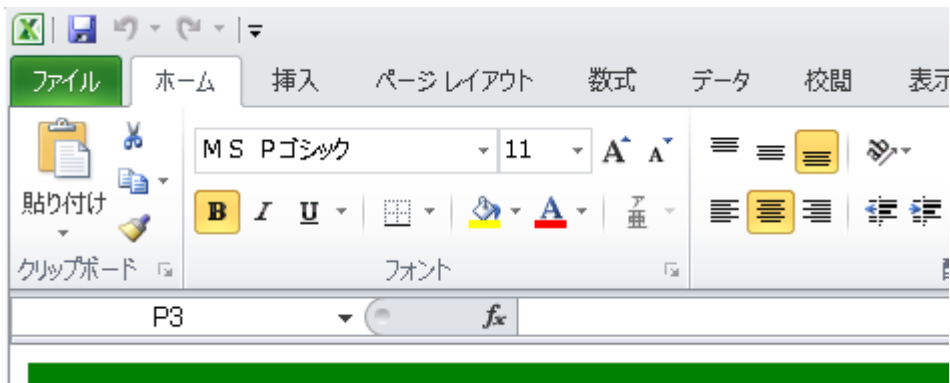 ファイル ホーム 挿入 ページ レイアウト 数式 データ 校閲 表示
ＭＳ Ｐゴシック 11 A A
貼り付け B I U A ア亜
クリップボード フォント
P3 fx